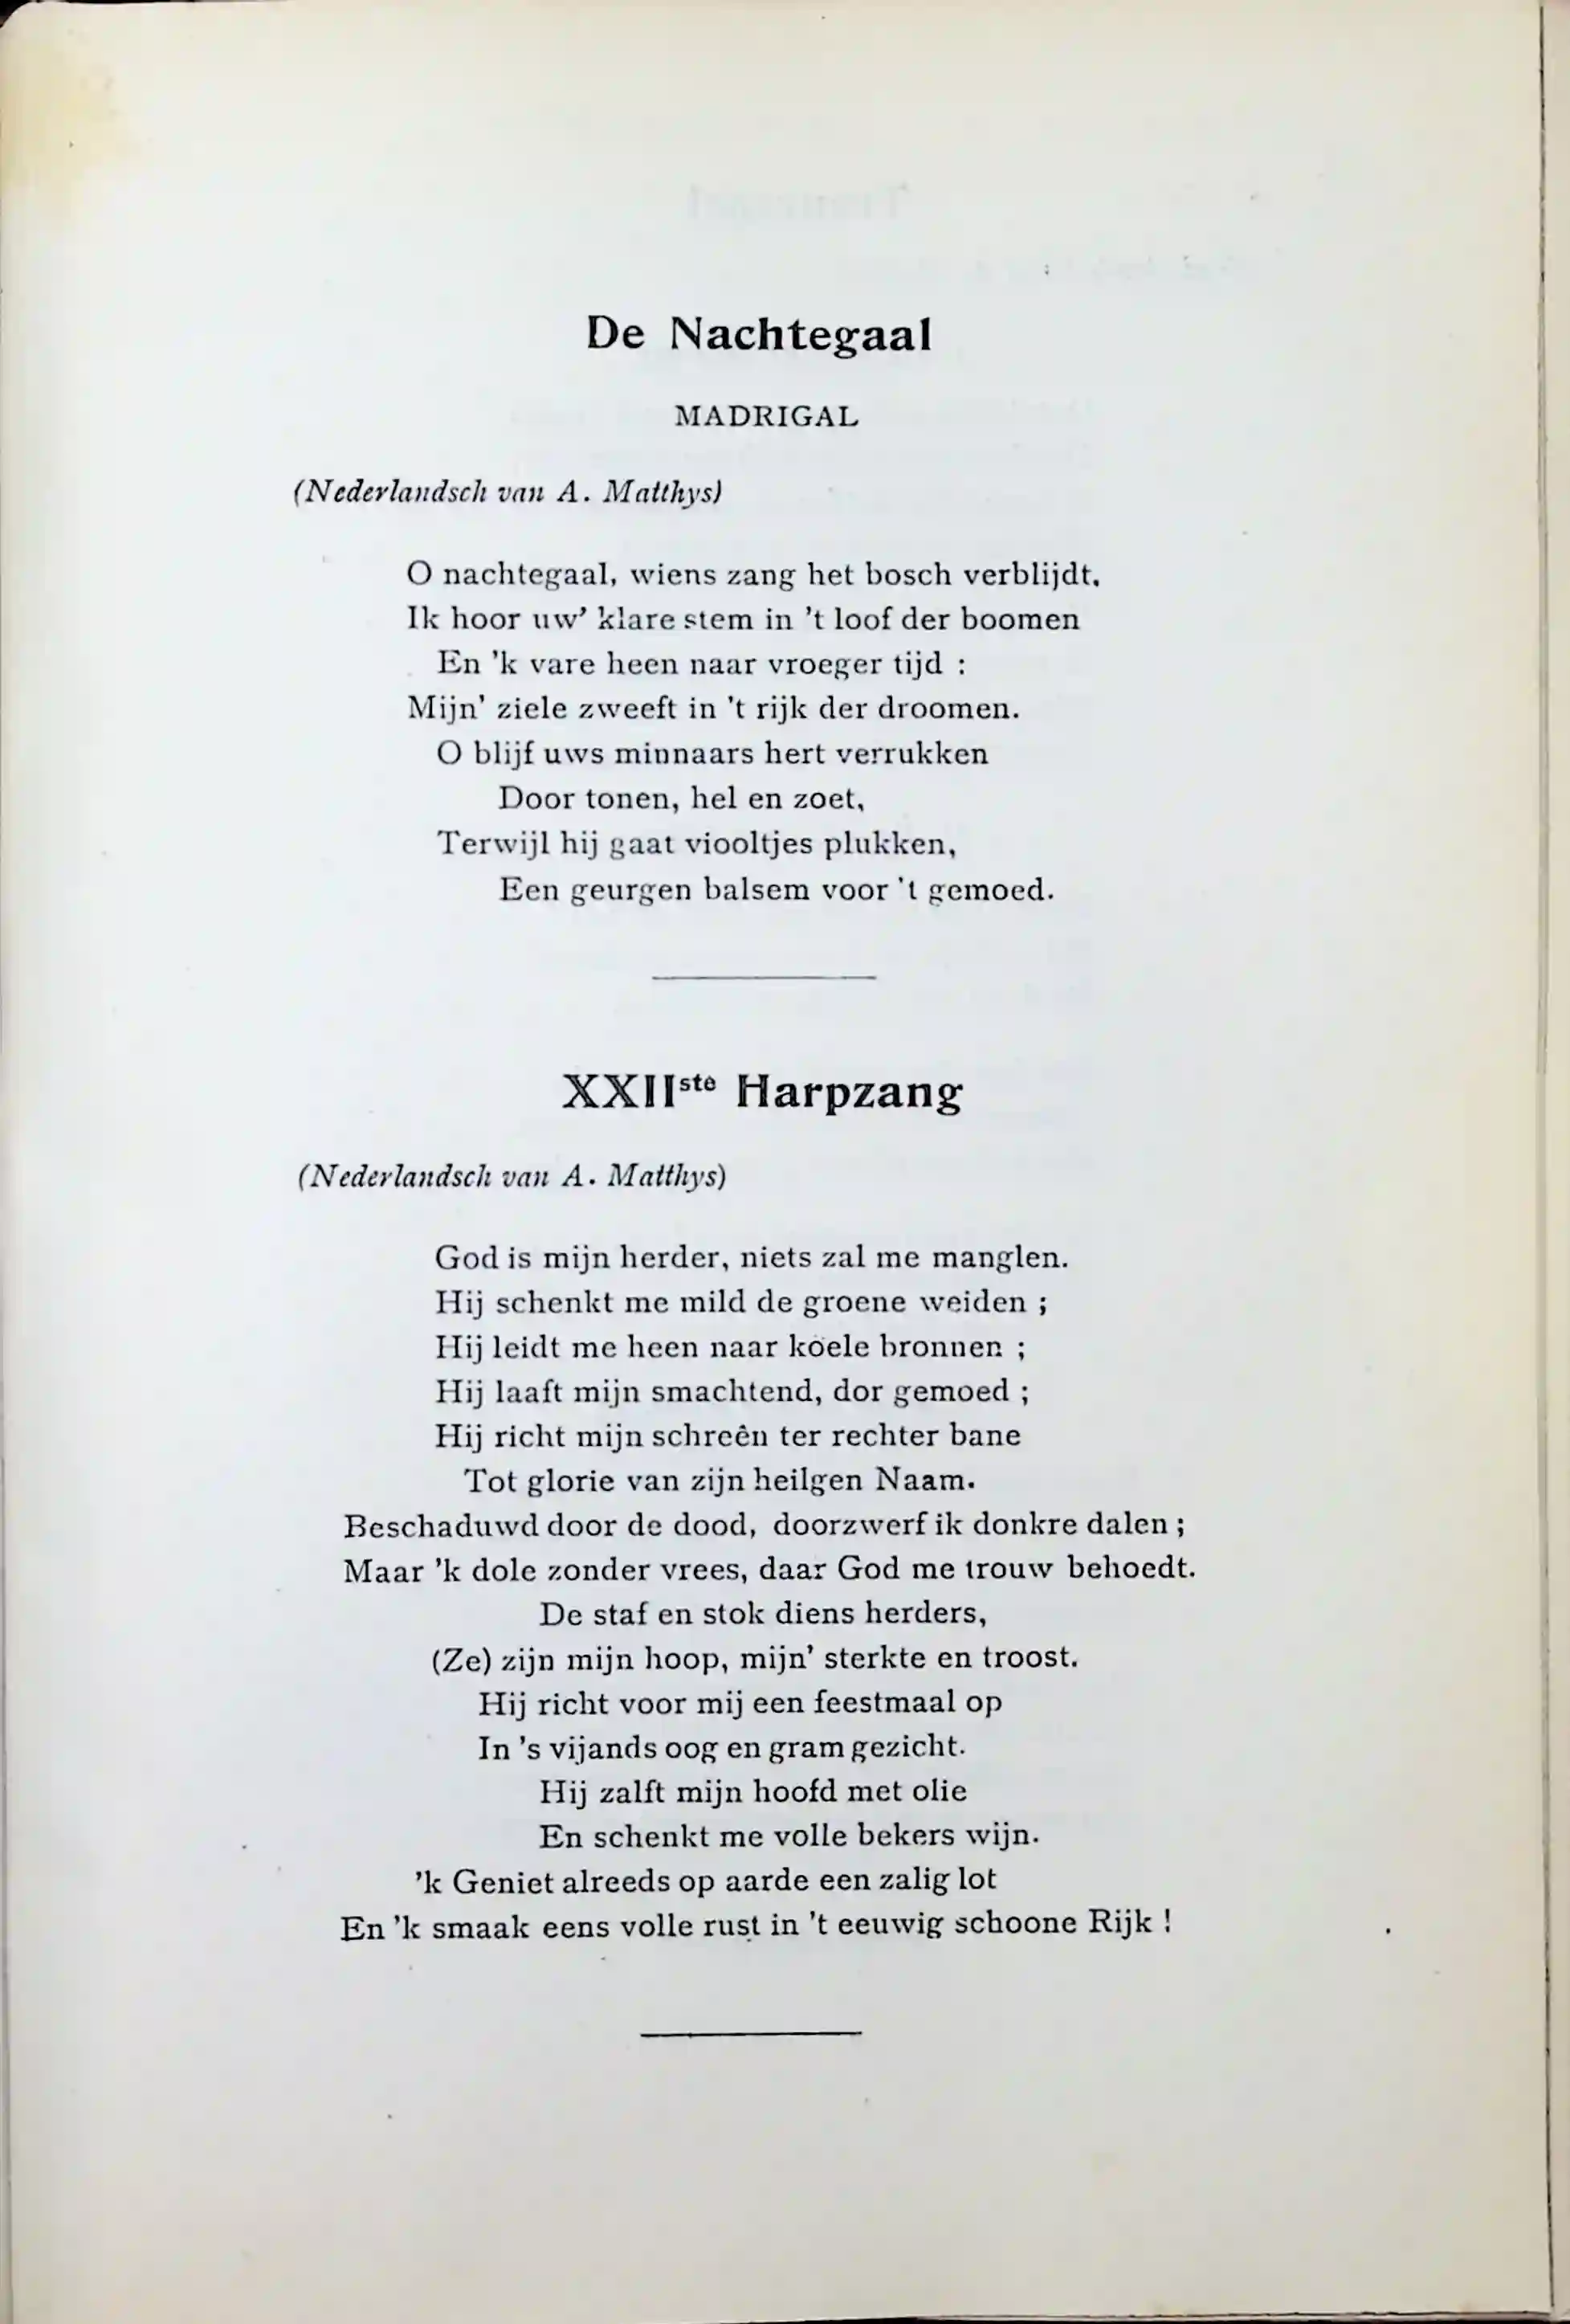 De Nachtegaal
MADRIGAL
(Nederlandsch van A. Matthys)
O nachtegaal, wiens zang het bosch verblijdt,
Ik hoor uw’ klare stem in ’t loof der boomen
En ’k vare heen naar vroeger tijd :
Mijn’ ziele zweeft in ’t rijk der droomen.
O blijf uws minnaars hert verrukken
Door tonen, hel en zoet,
Terwijl hij gaat viooltjes plukken,
Een geurgen balsem voor ’t gemoed.
XXIIste Harpzang
(Nederlandsch van A. Matthys)
God is mijn herder, niets zal me manglen.
Hij schenkt me mild de groene weiden ;
Hij leidt me heen naar koele bronnen ;
Hij laaft mijn smachtend, dor gemoed ;
Hij richt mijn schreên ter rechter bane
Tot glorie van zijn heilgen Naam.
Beschaduwd door de dood, doorzwerf ik donkre dalen ;
Maar ’k dole zonder vrees, daar God me trouw behoedt.
De staf en stok diens herders,
(Ze) zijn mijn hoop, mijn’ sterkte en troost.
Hij richt voor mij een feestmaal op
In ’s vijands oog en gram gezicht.
Hij zalft mijn hoofd met olie
En schenkt me volle bekers wijn.
’k Geniet alreeds op aarde een zalig lot
En ’k smaak eens volle rust in ’t eeuwig schoone Rijk !